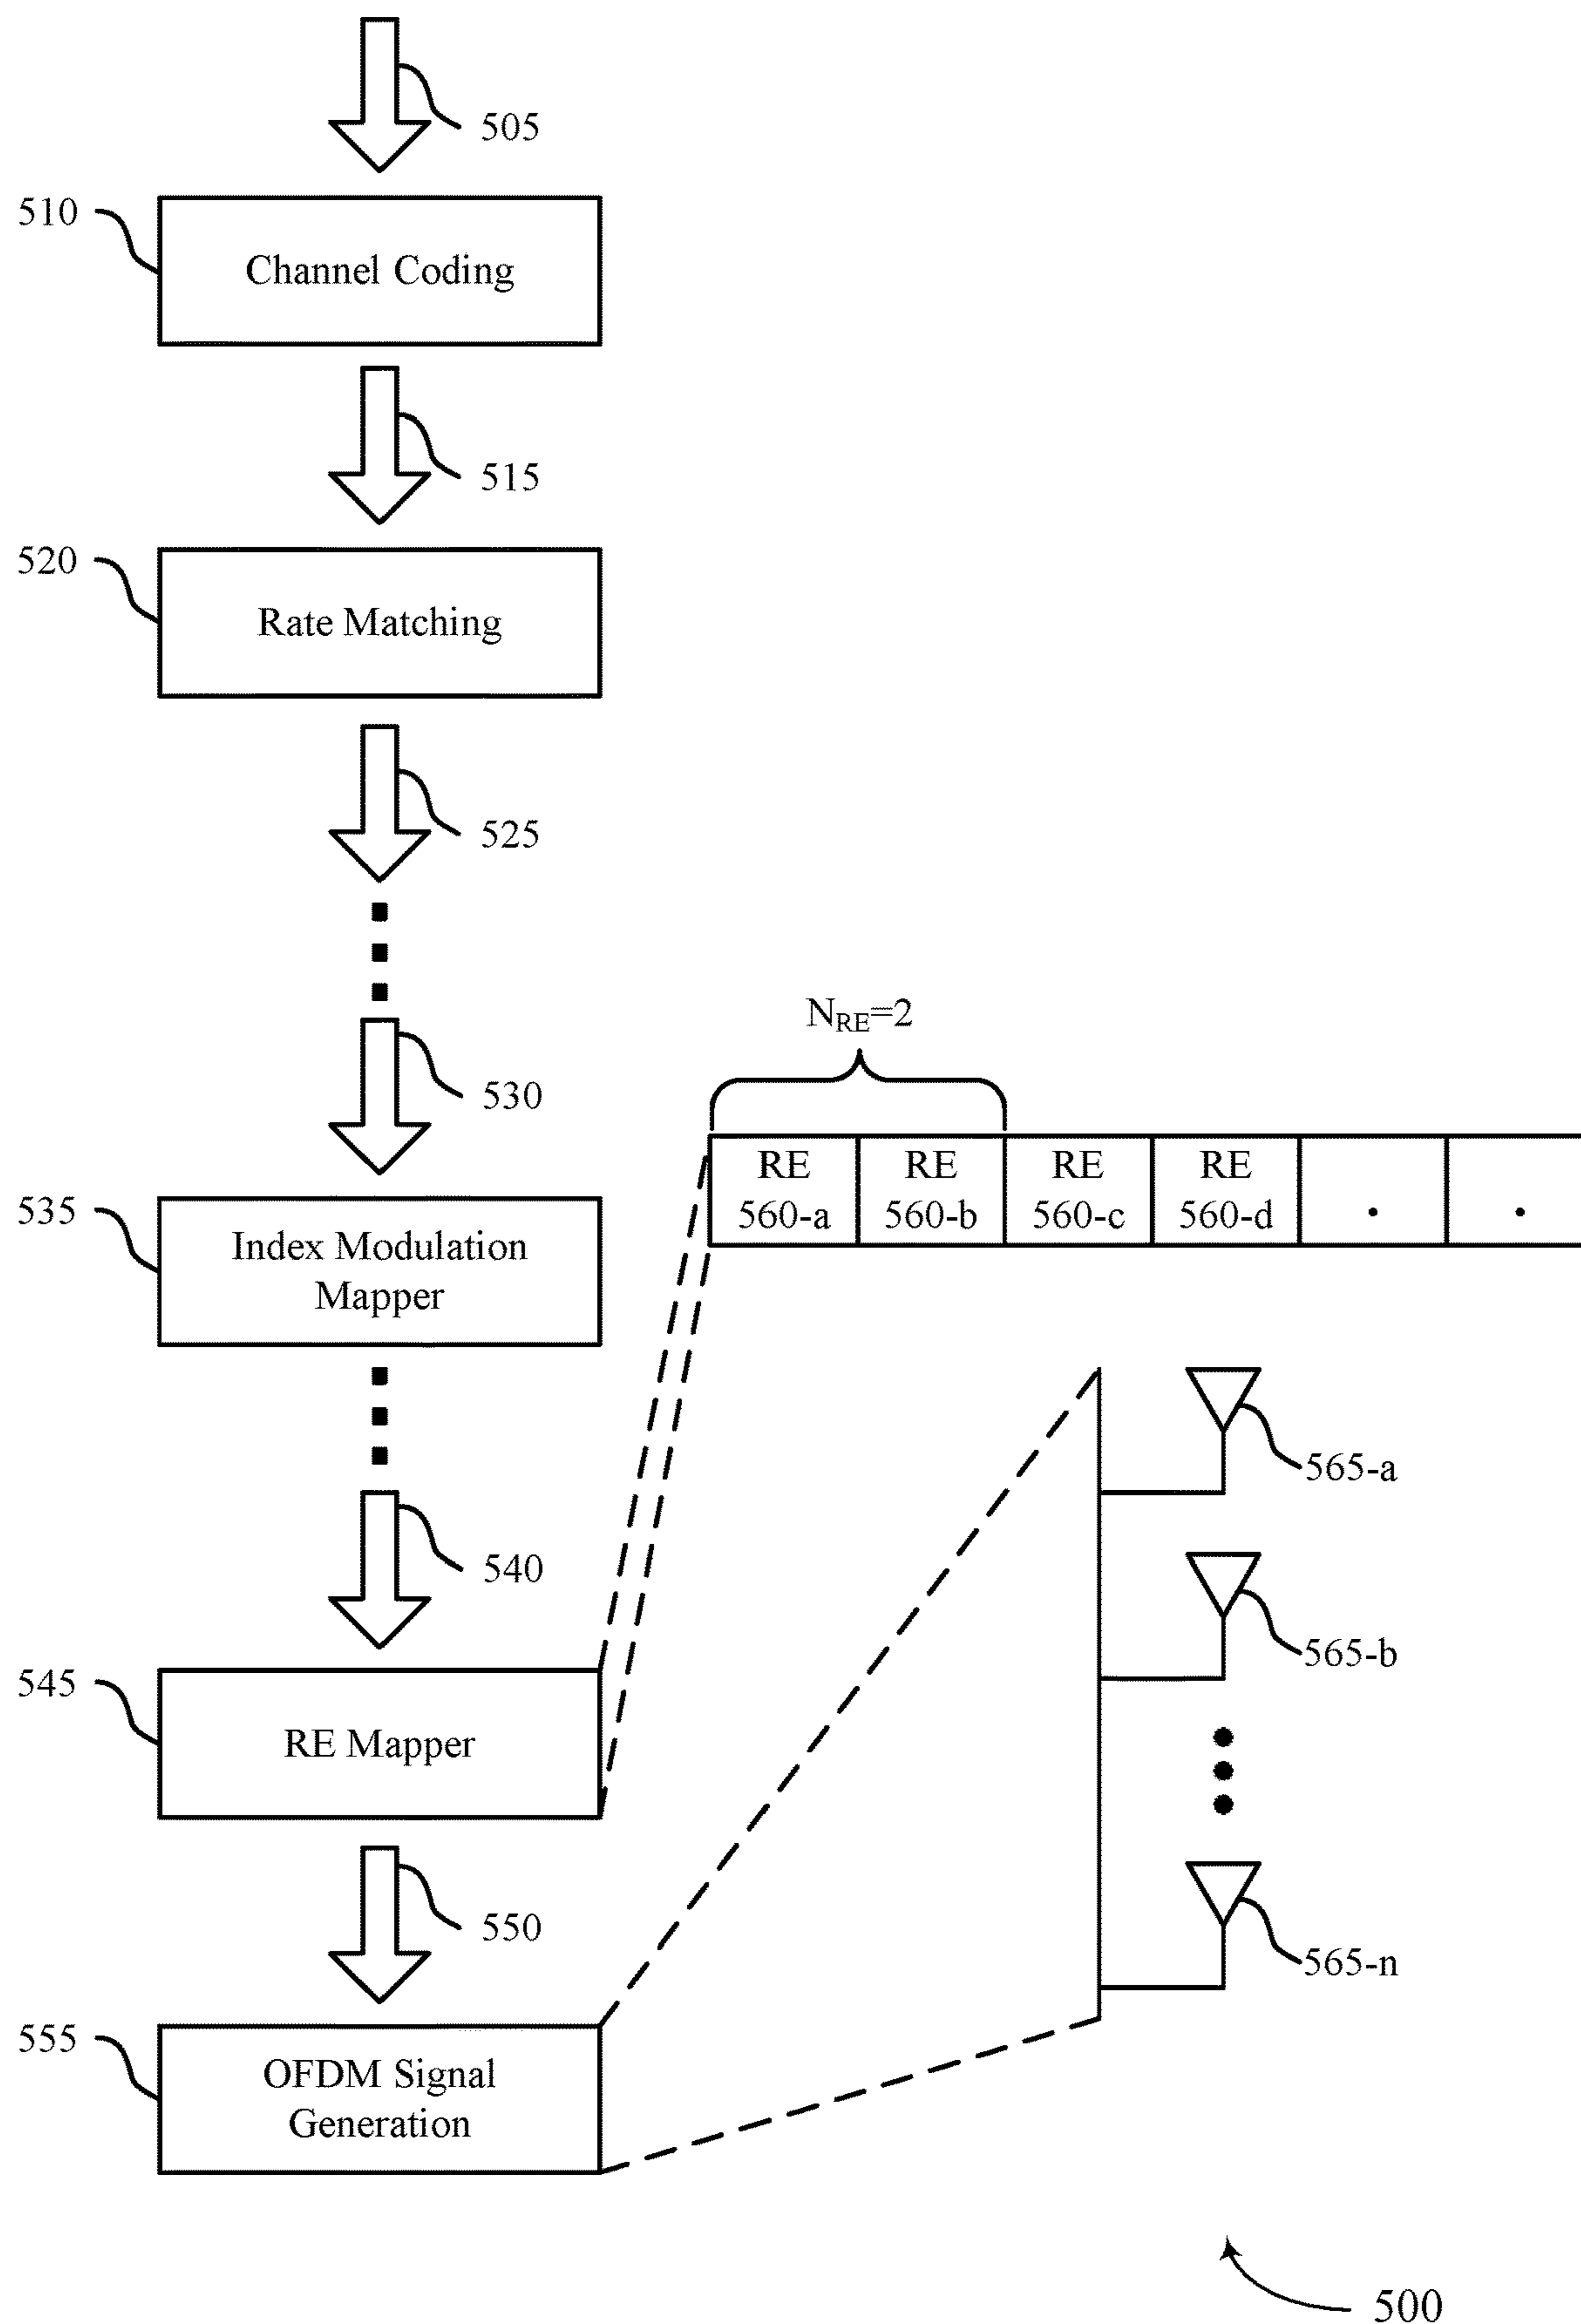 505
510
Channel Coding
515
520
Rate Matching
525
N_RE=2
530
RE RE RE RE
560-a 560-b 560-c 560-d . .
535
Index Modulation
Mapper
565-a
540
565-b
545
RE Mapper
550
565-n
555
OFDM Signal
Generation
500